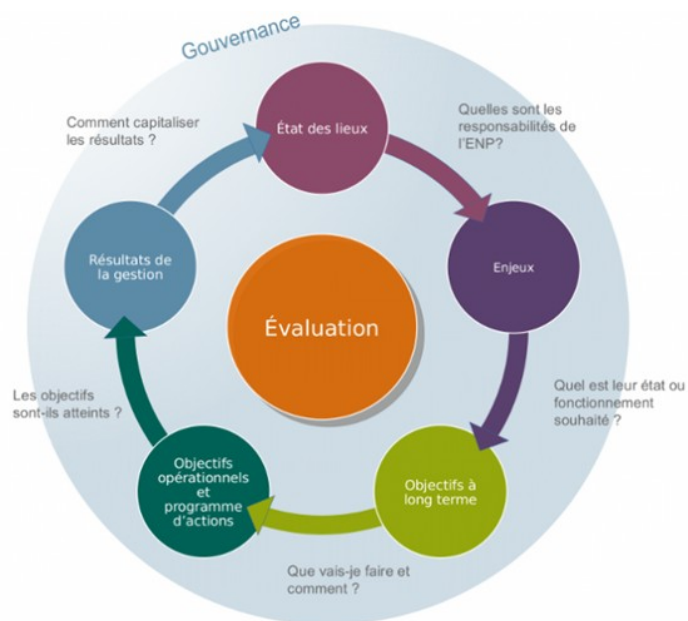 Gouvernance
État des lieux
Quelles sont les
responsabilités de
l'ENP?
Enjeux
Quel est leur état ou
fonctionnement
souhaité ?
Objectifs à
long terme
Que vais-je faire et
comment ?
Objectifs
opérationnels
et
programme
d'actions
Les objectifs
sont-ils atteints ?
Résultats de
la gestion
Comment capitaliser
les résultats ?
Évaluation